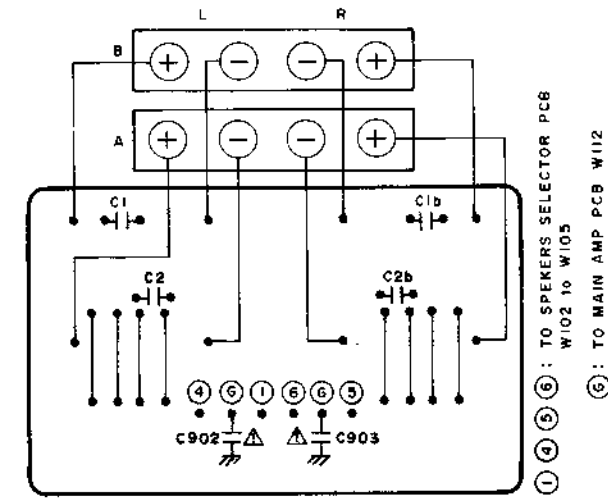 L R
B + − − +
A + − − +
C1 C1b
C2 C2b
4 G 1 6 G 5
C902 C903
1 4 5 6 : TO SPEKERS SELECTOR PCB
W102 to W105
G : TO MAIN AMP PCB W112